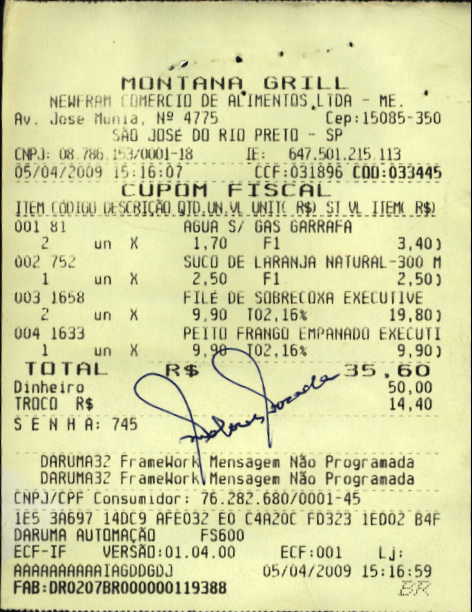 MONTANA GRILL
NEWFRAM COMERCIO DE ALIMENTOS LTDA - ME.
Av. Jose Munia, Nº 4775 Cep:15085-350
SAO JOSE DO RIO PRETO - SP
CNPJ: 08.786.153/0001-18 IE: 647.501.215.113
05/04/2009 15:16:07 CCF:031896 COO:033445
CUPOM FISCAL
ITEM CÓDIGO DESCRIÇÃO QTD.UN.VL UNIT( R$) ST VL ITEM( R$)
001 81 AGUA S/ GAS GARRAFA
2 un X 1,70 F1 3,40)
002 752 SUCO DE LARANJA NATURAL-300 M
1 un X 2,50 F1 2,50)
003 1658 FILE DE SOBRECOXA EXECUTIVE
2 un X 9,90 T02,16% 19,80)
004 1633 PEITO FRANGO EMPANADO EXECUTI
1 un X 9,90 T02,16% 9,90)
TOTAL R$ 35,60
Dinheiro 50,00
TROCO R$ 14,40
S E N H A: 745
DARUMA32 FrameWork Mensagem Não Programada
DARUMA32 FrameWork Mensagem Não Programada
CNPJ/CPF Consumidor: 76.282.680/0001-45
1E5 3A697 14DC9 AFE032 E0 C4A20C FD323 1ED02 B4F
DARUMA AUTOMAÇÃO FS600
ECF-IF VERSÃO:01.04.00 ECF:001 Lj:
AAAAAAAAAAIAGDDGDJ 05/04/2009 15:16:59
FAB:DR0207BR000000119388 BR